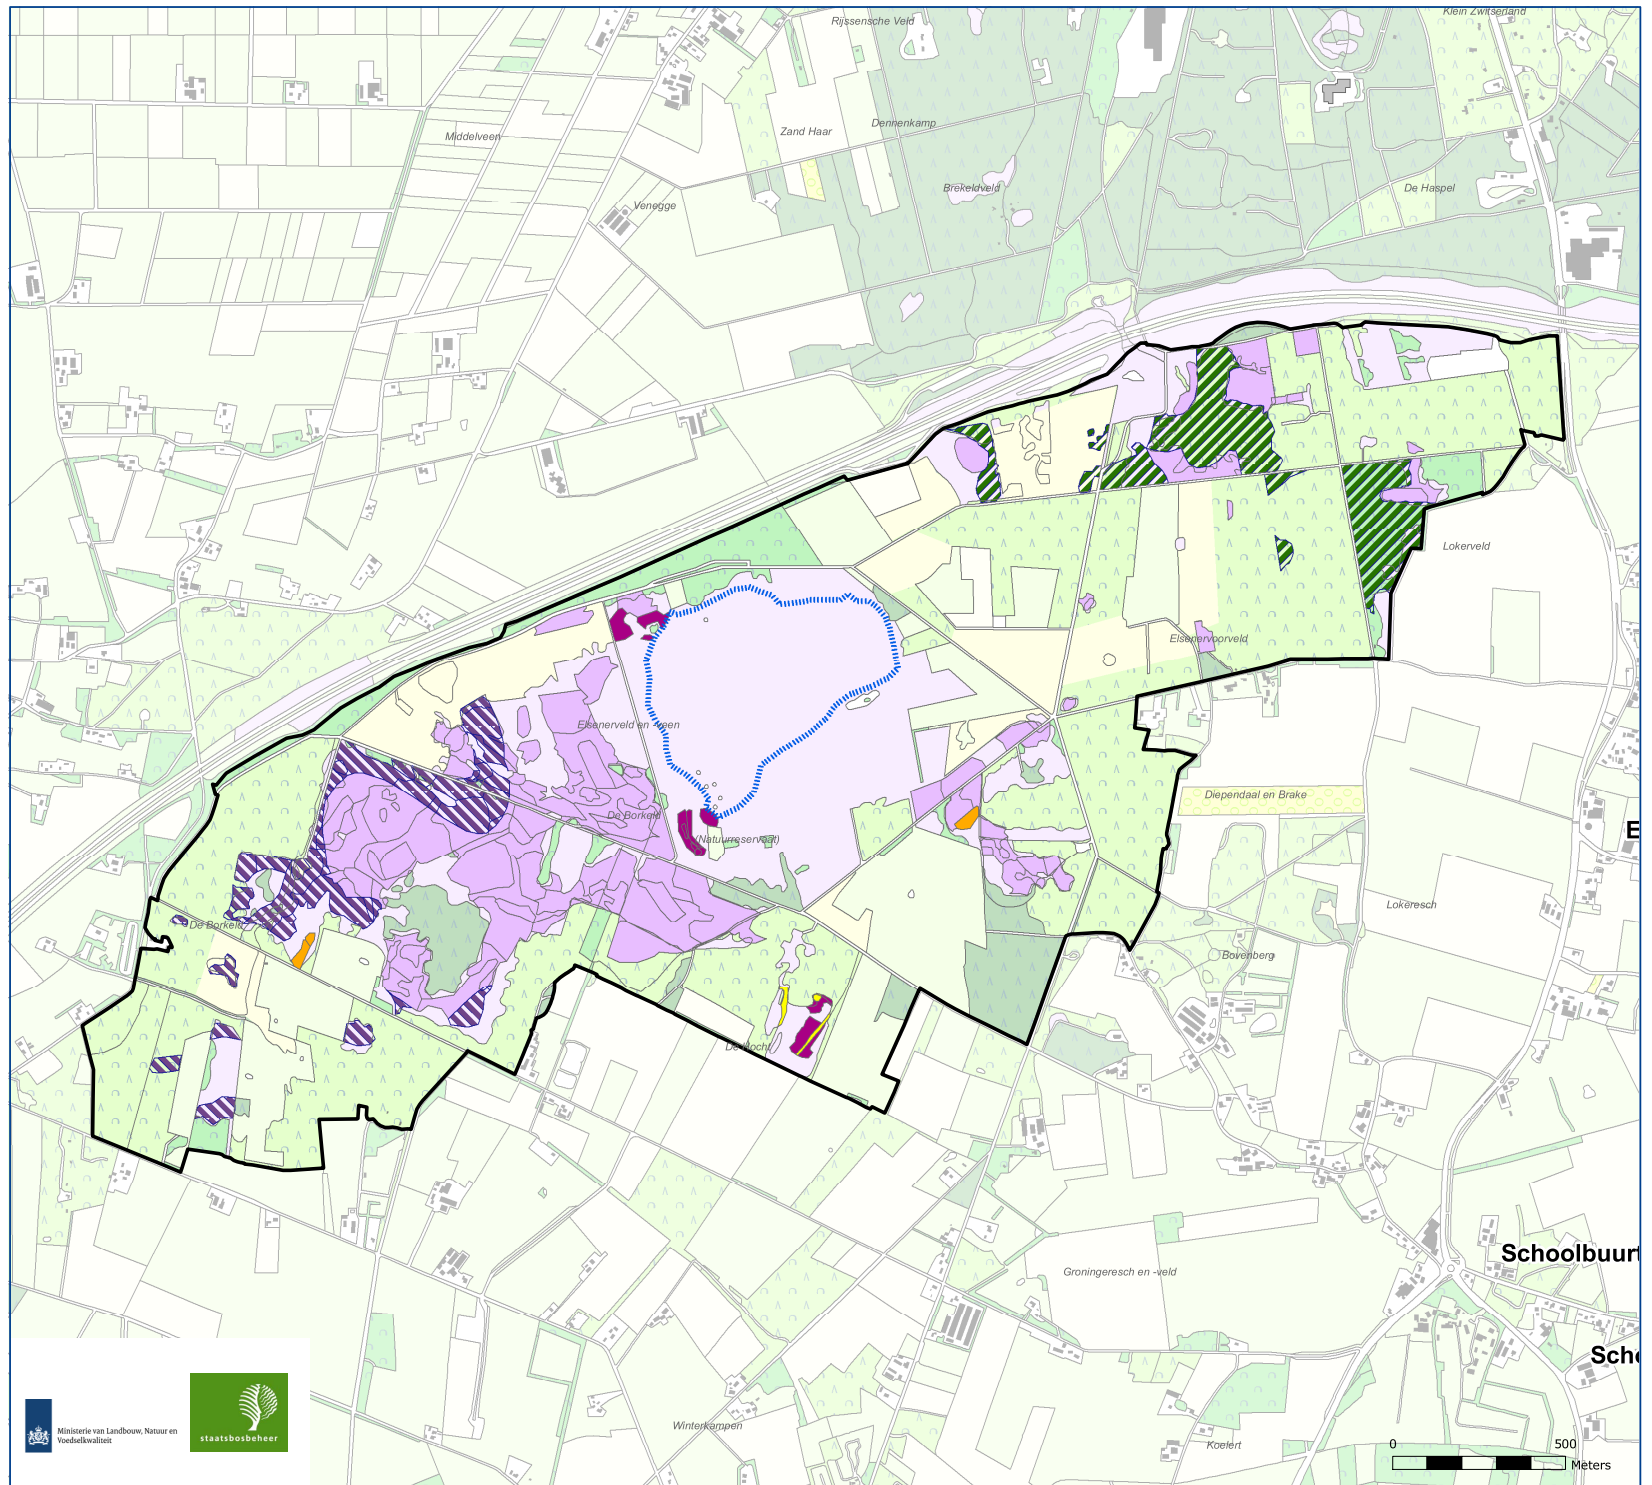 Rijssensche Veld
Klein Zwitserland
Middelveen
Zand Haar
Dennenkamp
Brekeldveld
De Haspel
Venegge
Lokerveld
Elsenervoorveld
Elsenerveld en -veen
Diependaal en Brake
De Borkeld
(Natuurreservaat)
E
Lokeresch
De Borkeld
Bovenberg
De Hocht
Schoolbuurt
Groningeresch en -veld
Scho
Winterkampen
Koelert
Ministerie van Landbouw, Natuur en
Voedselkwaliteit
staatsbosbeheer
0 500
Meters